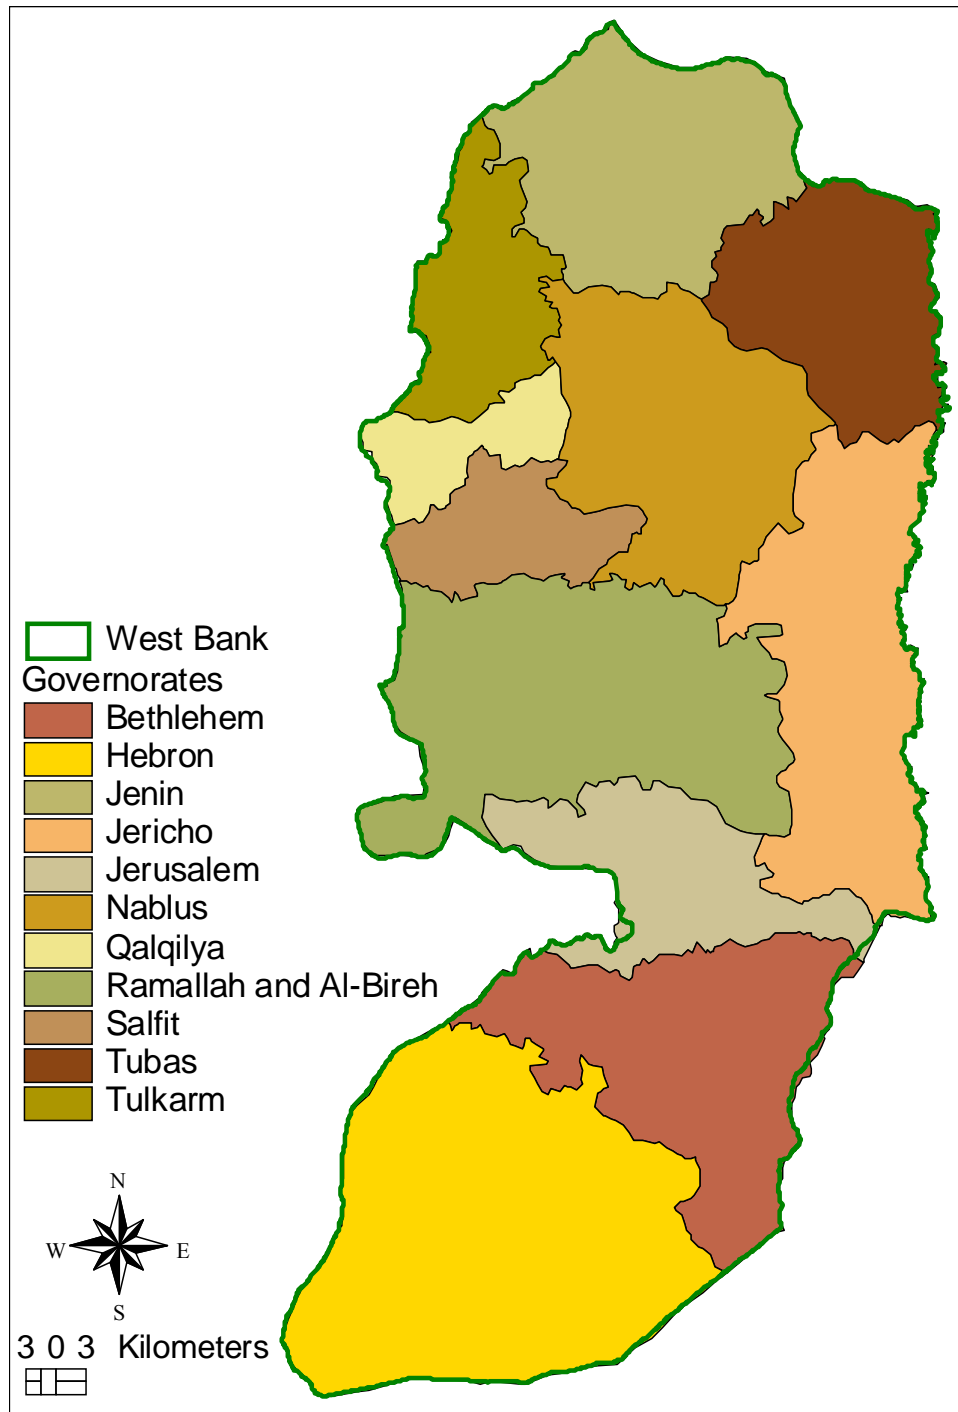 West Bank
Governorates
Bethlehem
Hebron
Jenin
Jericho
Jerusalem
Nablus
Qalqilya
Ramallah and Al-Bireh
Salfit
Tubas
Tulkarm
N
W E
S
3 0 3 Kilometers